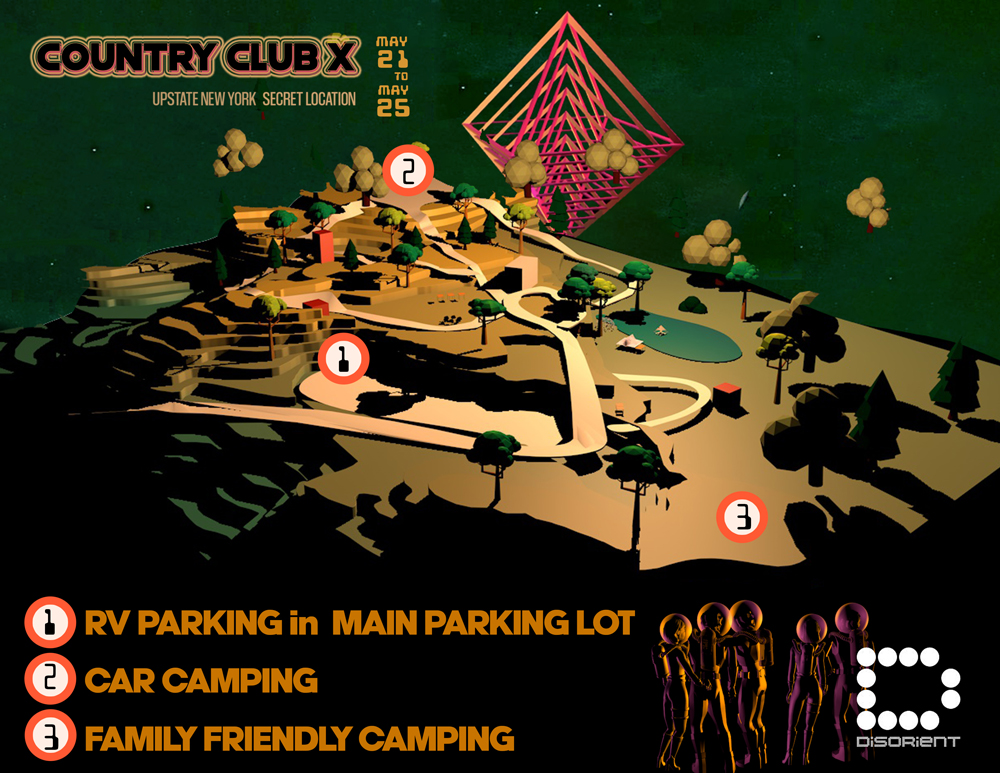 COUNTRY CLUB X
MAY
21
TO
MAY
25
UPSTATE NEW YORK SECRET LOCATION
2
1
3
1 RV PARKING in MAIN PARKING LOT
2 CAR CAMPING
3 FAMILY FRIENDLY CAMPING
DiSORiENT